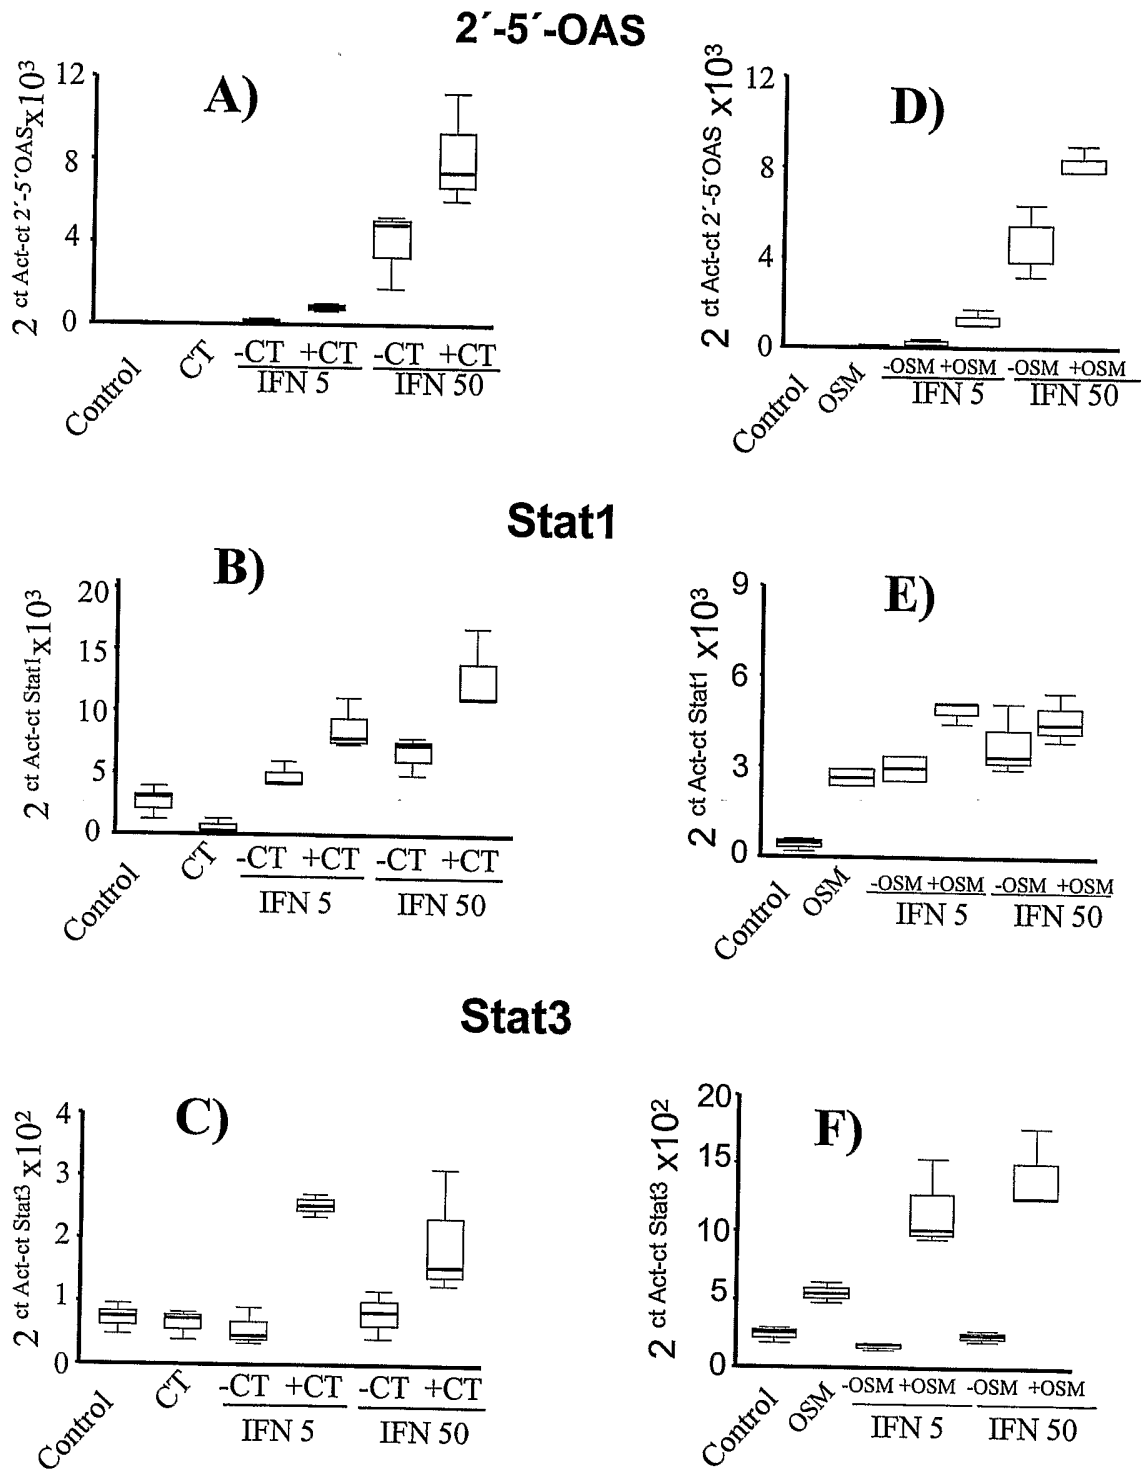 2´-5´-OAS
A)
2 ct Act-ct 2´-5´OAS x10³
12
8
4
0
Control
CT
-CT +CT
IFN 5
-CT +CT
IFN 50
D)
2 ct Act-ct 2´-5´OAS x10³
12
8
4
0
Control
OSM
-OSM +OSM
IFN 5
-OSM +OSM
IFN 50
Stat1
B)
2 ct Act-ct Stat1 x10³
20
15
10
5
0
Control
CT
-CT +CT
IFN 5
-CT +CT
IFN 50
E)
2 ct Act-ct Stat1 x10³
9
6
3
0
Control
OSM
-OSM +OSM
IFN 5
-OSM +OSM
IFN 50
Stat3
C)
2 ct Act-ct Stat3 x10²
4
3
2
1
0
Control
CT
-CT +CT
IFN 5
-CT +CT
IFN 50
F)
2 ct Act-ct Stat3 x10²
20
15
10
5
0
Control
OSM
-OSM +OSM
IFN 5
-OSM +OSM
IFN 50